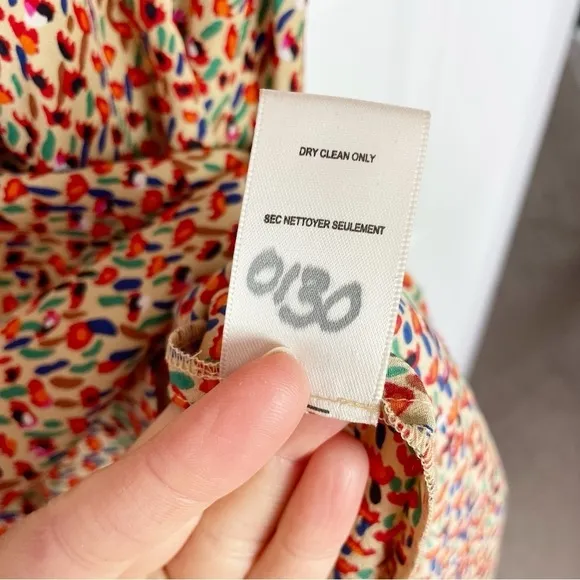 DRY CLEAN ONLY
SEC NETTOYER SEULEMENT
0130